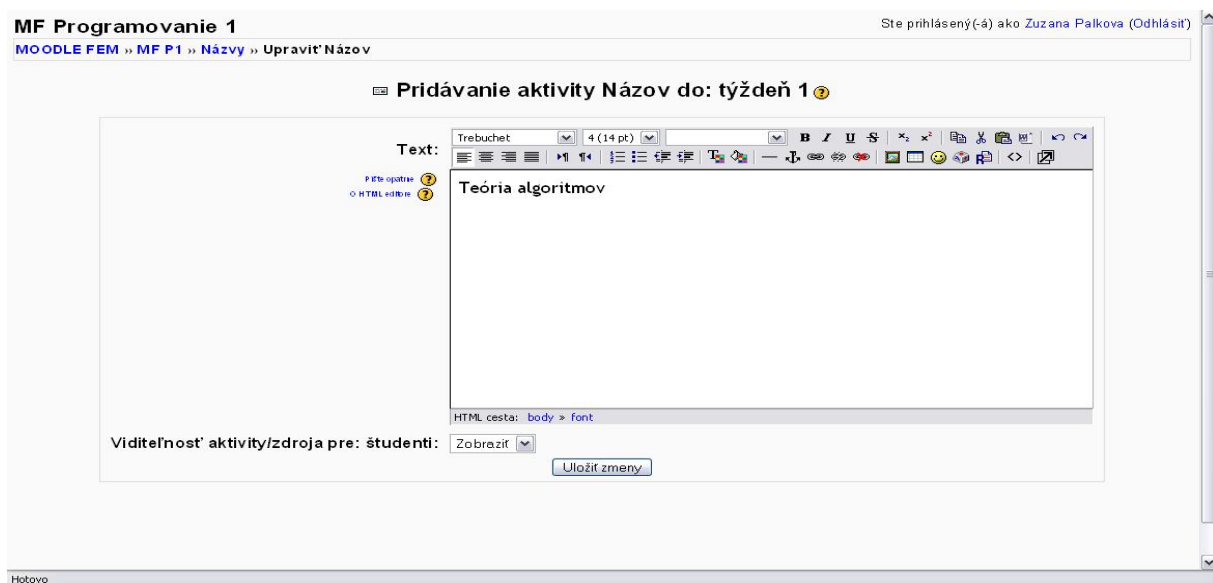 MF Programovanie 1
Ste prihlásený(-á) ako Zuzana Palkova (Odhlásiť)
MOODLE FEM » MF P1 » Názvy » Upraviť Názov
Pridávanie aktivity Názov do: týždeň 1
Text:
Trebuchet 4 (14 pt)
Píšte opatrne
O HTML editore
Teória algoritmov
HTML cesta: body » font
Viditeľnosť aktivity/zdroja pre: študenti: Zobraziť
Uložiť zmeny
Hotovo